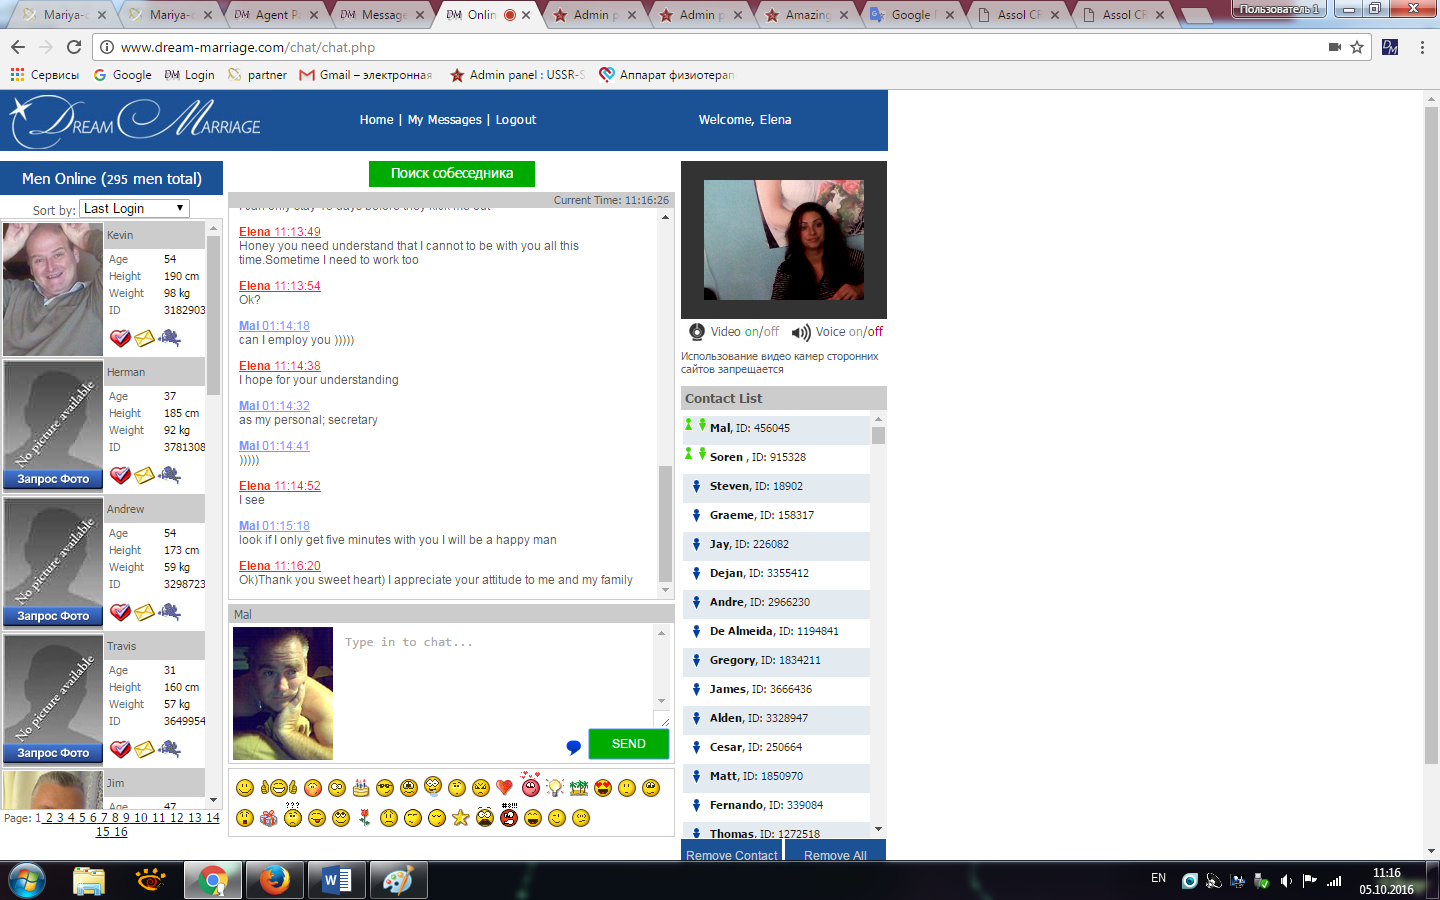 Mariya-c
Mariya-c
Agent Pa
Message
Onlin
Admin p
Admin p
Amazing
Google
Assol CR
Assol CR
Пользователь 1
www.dream-marriage.com/chat/chat.php
Сервисы
Google
Login
partner
Gmail – электронная
Admin panel : USSR-S
Аппарат физиотерап
DREAM MARRIAGE
Home | My Messages | Logout
Welcome, Elena
Men Online (295 men total)
Sort by: Last Login
Kevin
Age 54
Height 190 cm
Weight 98 kg
ID 3182903
Herman
No picture available
Запрос Фото
Age 37
Height 185 cm
Weight 92 kg
ID 3781308
Andrew
No picture available
Запрос Фото
Age 54
Height 173 cm
Weight 59 kg
ID 3298723
Travis
No picture available
Запрос Фото
Age 31
Height 160 cm
Weight 57 kg
ID 3649954
Jim
Age 47
Page: 1 2 3 4 5 6 7 8 9 10 11 12 13 14
15 16
Поиск собеседника
Current Time: 11:16:26
Elena 11:13:49
Honey you need understand that I cannot to be with you all this
time.Sometime I need to work too
Elena 11:13:54
Ok?
Mal 01:14:18
can I employ you )))))
Elena 11:14:38
I hope for your understanding
Mal 01:14:32
as my personal; secretary
Mal 01:14:41
)))))
Elena 11:14:52
I see
Mal 01:15:18
look if I only get five minutes with you I will be a happy man
Elena 11:16:20
Ok)Thank you sweet heart) I appreciate your attitude to me and my family
Mal
Type in to chat...
SEND
Video on/off
Voice on/off
Использование видео камер сторонних
сайтов запрещается
Contact List
Mal, ID: 456045
Soren , ID: 915328
Steven, ID: 18902
Graeme, ID: 158317
Jay, ID: 226082
Dejan, ID: 3355412
Andre, ID: 2966230
De Almeida, ID: 1194841
Gregory, ID: 1834211
James, ID: 3666436
Alden, ID: 3328947
Cesar, ID: 250664
Matt, ID: 1850970
Fernando, ID: 339084
Thomas, ID: 1272518
Remove Contact
Remove All
EN
11:16
05.10.2016